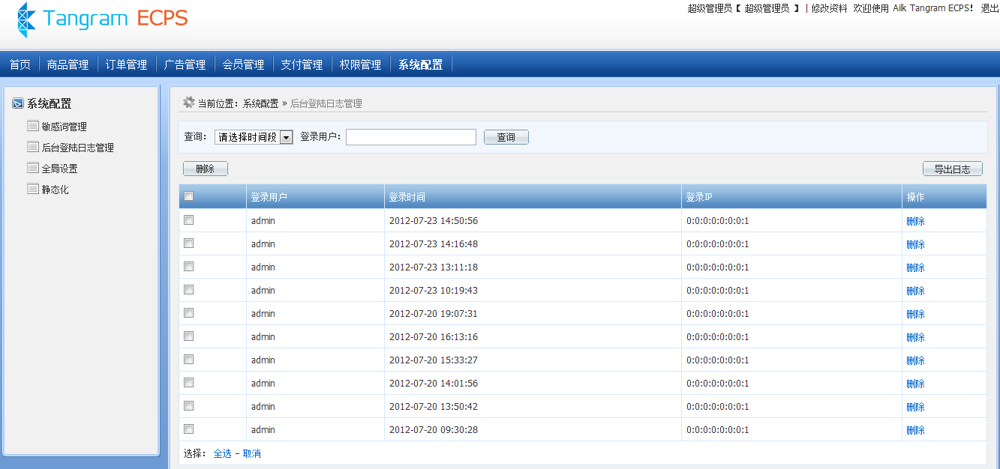 Tangram ECPS
超级管理员【 超级管理员 】 | 修改资料 欢迎使用 Aik Tangram ECPS! 退出
首页 商品管理 订单管理 广告管理 会员管理 支付管理 权限管理 系统配置
系统配置
敏感词管理
后台登陆日志管理
全局设置
静态化
当前位置: 系统配置 » 后台登陆日志管理
查询: 请选择时间段 登录用户: 查询
删除 导出日志
登录用户 登录时间 登录IP 操作
admin 2012-07-23 14:50:56 0:0:0:0:0:0:0:1 删除
admin 2012-07-23 14:16:48 0:0:0:0:0:0:0:1 删除
admin 2012-07-23 13:11:18 0:0:0:0:0:0:0:1 删除
admin 2012-07-23 10:19:43 0:0:0:0:0:0:0:1 删除
admin 2012-07-20 19:07:31 0:0:0:0:0:0:0:1 删除
admin 2012-07-20 16:13:16 0:0:0:0:0:0:0:1 删除
admin 2012-07-20 15:33:27 0:0:0:0:0:0:0:1 删除
admin 2012-07-20 14:01:56 0:0:0:0:0:0:0:1 删除
admin 2012-07-20 13:50:42 0:0:0:0:0:0:0:1 删除
admin 2012-07-20 09:30:28 0:0:0:0:0:0:0:1 删除
选择: 全选 - 取消